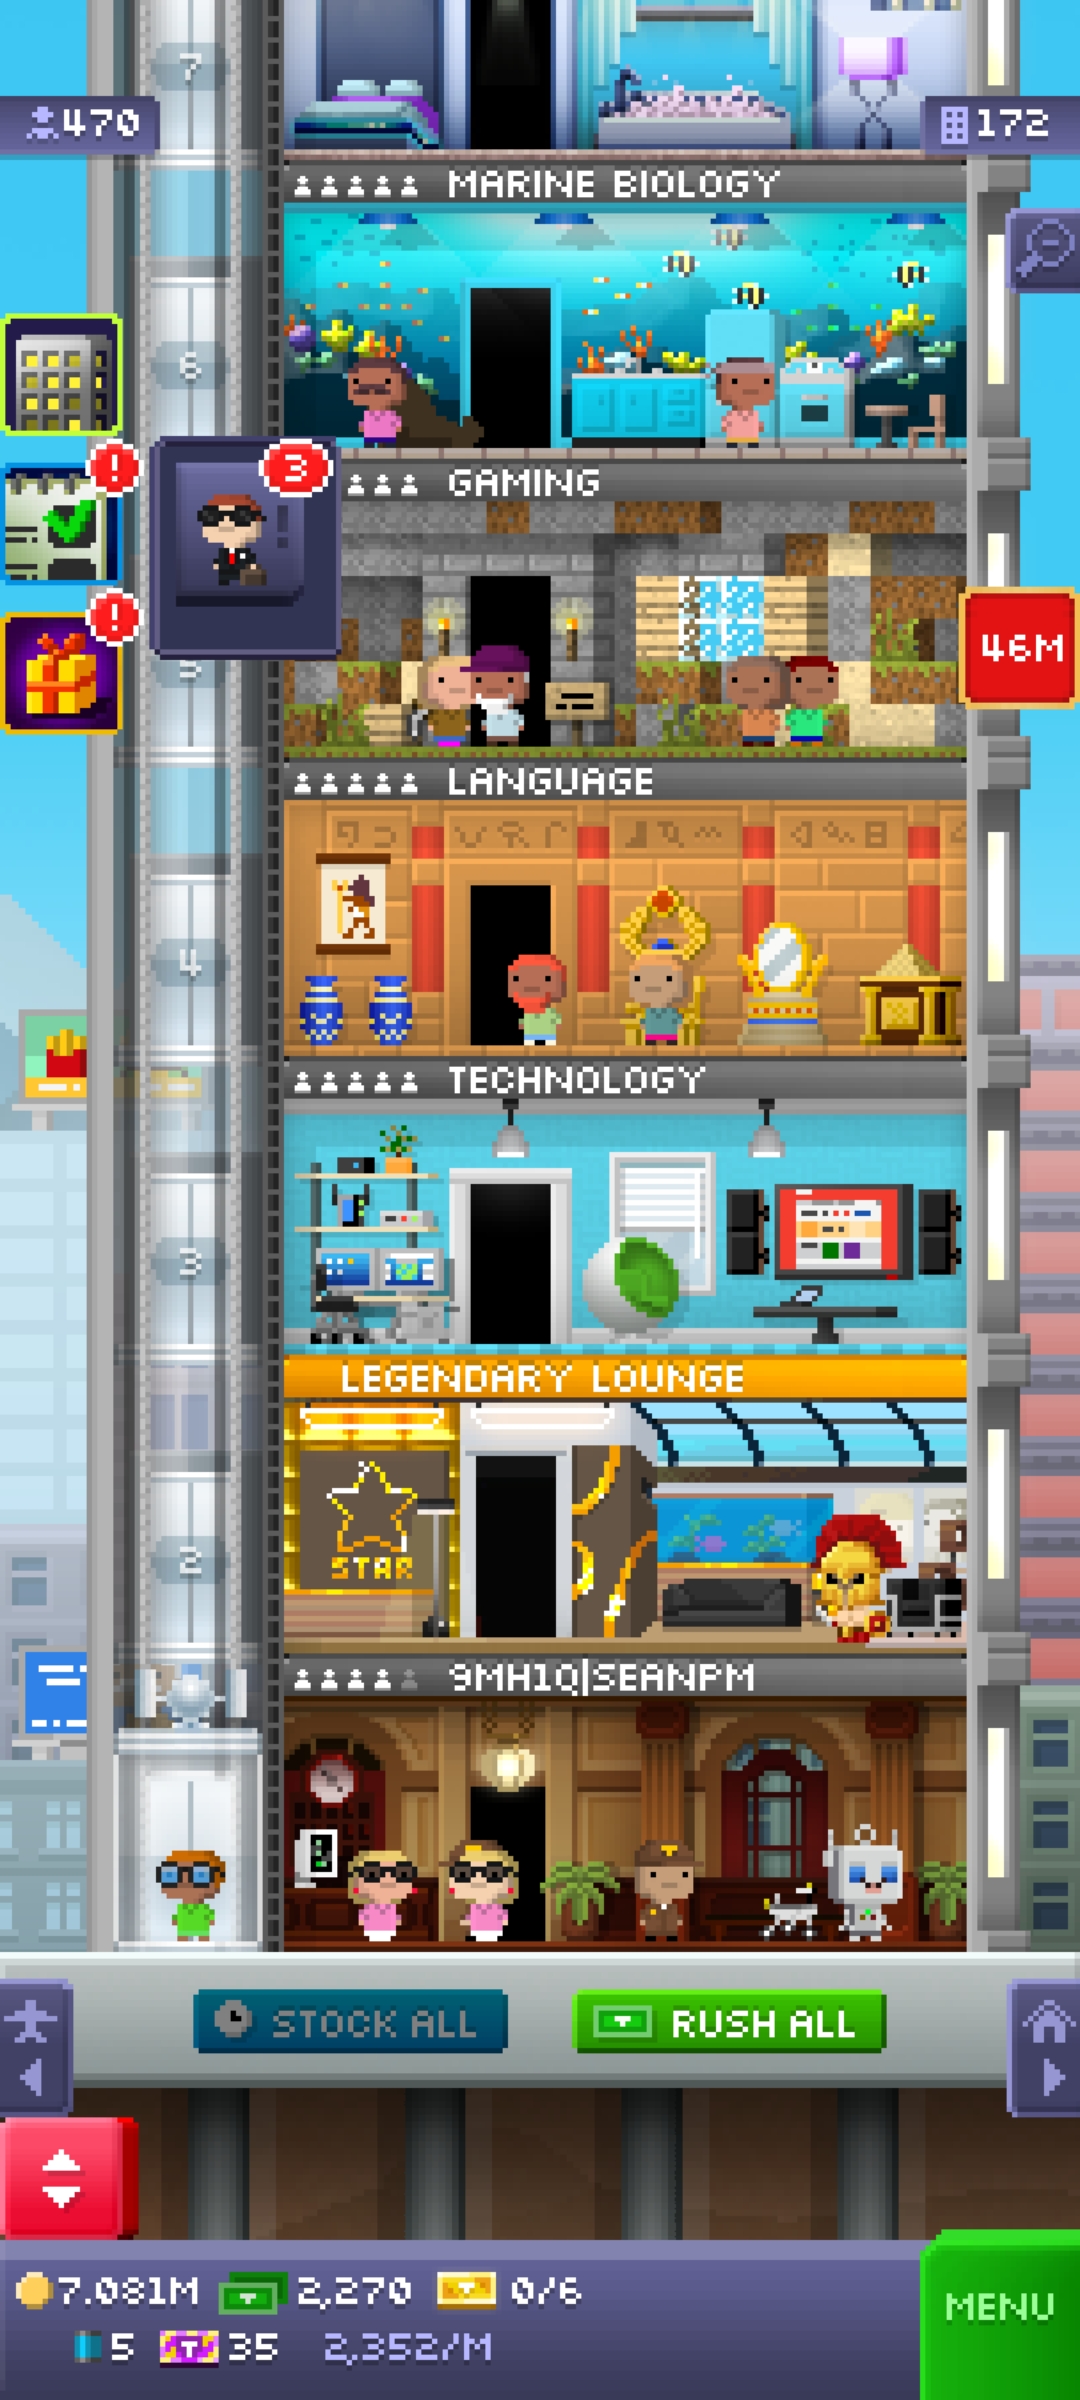 7
470
172
MARINE BIOLOGY
6
3
!
GAMING
!
46M
5
LANGUAGE
4
TECHNOLOGY
3
LEGENDARY LOUNGE
STAR
2
9MH1Q|SEANPM
STOCK ALL
RUSH ALL
7.081M 2,270 0/6
MENU
5 35 2,352/M